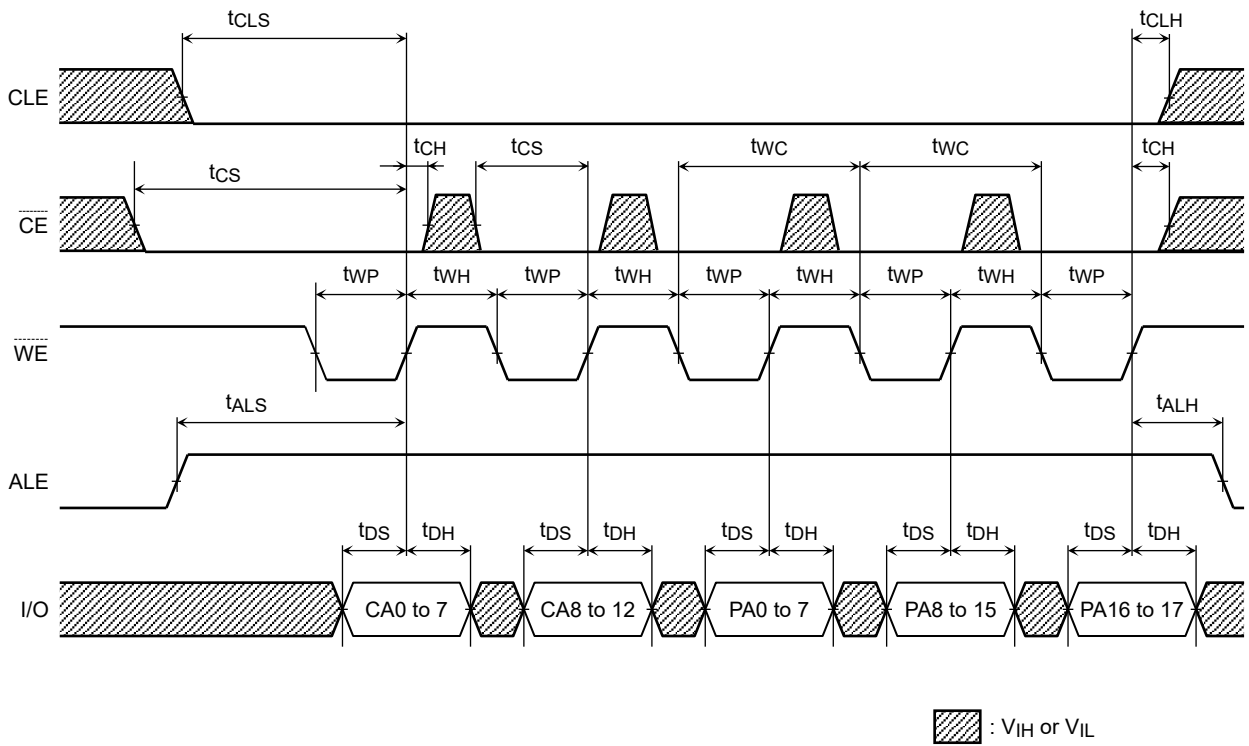 tCLS
tCLH
CLE
tCH
tCS
tWC
tWC
tCH
tCS
CE
tWP
tWH
tWP
tWH
tWP
tWH
tWP
tWH
tWP
WE
tALS
tALH
ALE
tDS
tDH
tDS
tDH
tDS
tDH
tDS
tDH
tDS
tDH
I/O
CA0 to 7
CA8 to 12
PA0 to 7
PA8 to 15
PA16 to 17
: VIH or VIL